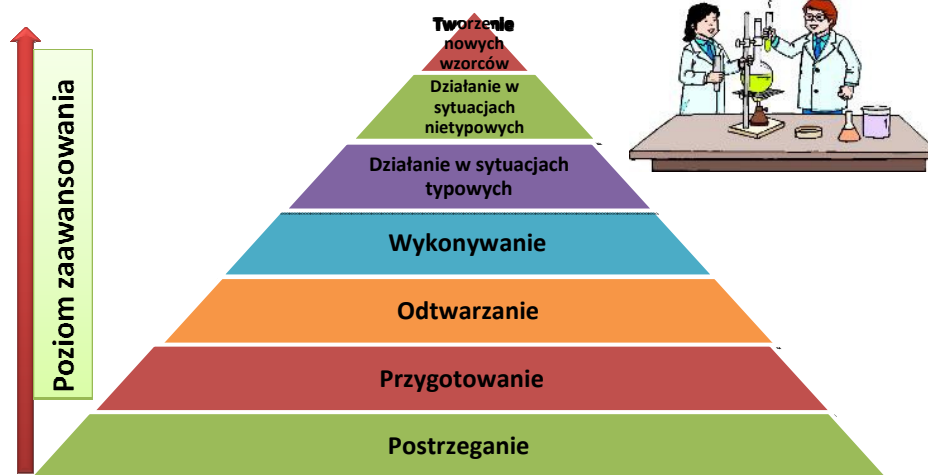 Poziom zaawansowania
Tworzenie
nowych
wzorców
Działanie w
sytuacjach
nietypowych
Działanie w sytuacjach
typowych
Wykonywanie
Odtwarzanie
Przygotowanie
Postrzeganie